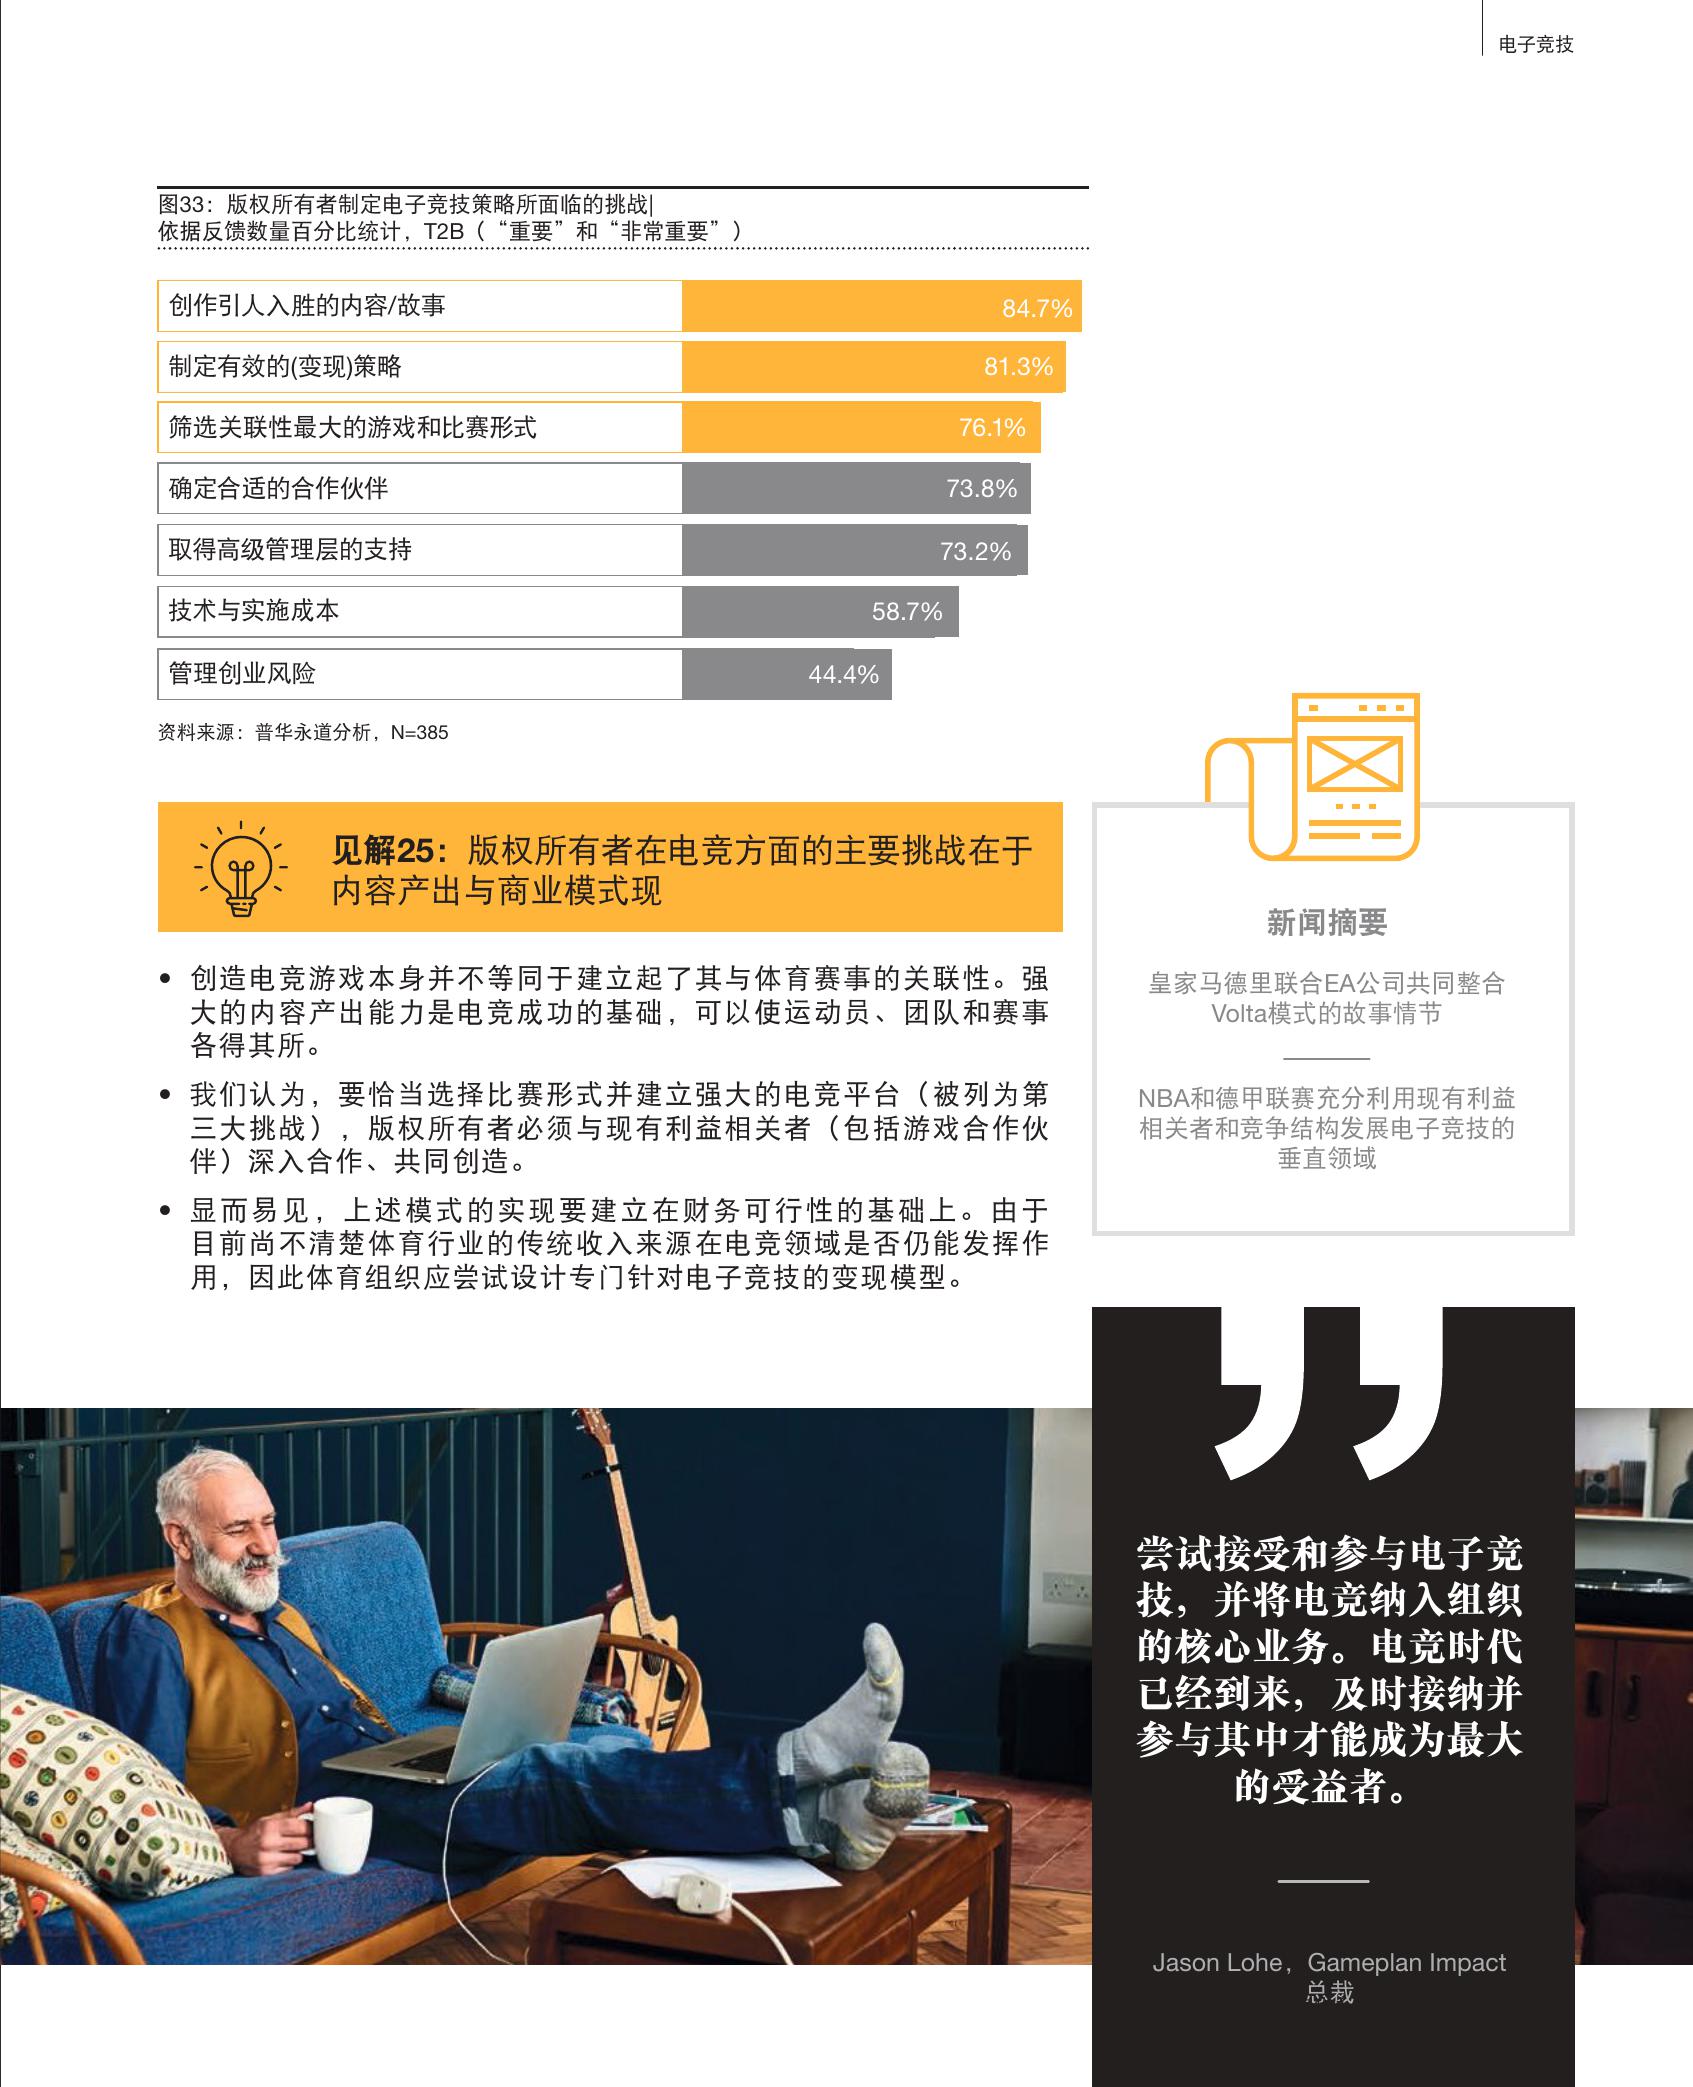 电子竞技
图33：版权所有者制定电子竞技策略所面临的挑战|
依据反馈数量百分比统计，T2B（“重要”和“非常重要”）
创作引人入胜的内容/故事 84.7%
制定有效的(变现)策略 81.3%
筛选关联性最大的游戏和比赛形式 76.1%
确定合适的合作伙伴 73.8%
取得高级管理层的支持 73.2%
技术与实施成本 58.7%
管理创业风险 44.4%
资料来源：普华永道分析，N=385
见解25：版权所有者在电竞方面的主要挑战在于
内容产出与商业模式现
• 创造电竞游戏本身并不等同于建立起了其与体育赛事的关联性。强
大的内容产出能力是电竞成功的基础，可以使运动员、团队和赛事
各得其所。
• 我们认为，要恰当选择比赛形式并建立强大的电竞平台（被列为第
三大挑战），版权所有者必须与现有利益相关者（包括游戏合作伙
伴）深入合作、共同创造。
• 显而易见，上述模式的实现要建立在财务可行性的基础上。由于
目前尚不清楚体育行业的传统收入来源在电竞领域是否仍能发挥作
用，因此体育组织应尝试设计专门针对电子竞技的变现模型。
新闻摘要
皇家马德里联合EA公司共同整合
Volta模式的故事情节
NBA和德甲联赛充分利用现有利益
相关者和竞争结构发展电子竞技的
垂直领域
尝试接受和参与电子竞
技，并将电竞纳入组织
的核心业务。电竞时代
已经到来，及时接纳并
参与其中才能成为最大
的受益者。
Jason Lohe，Gameplan Impact
总裁